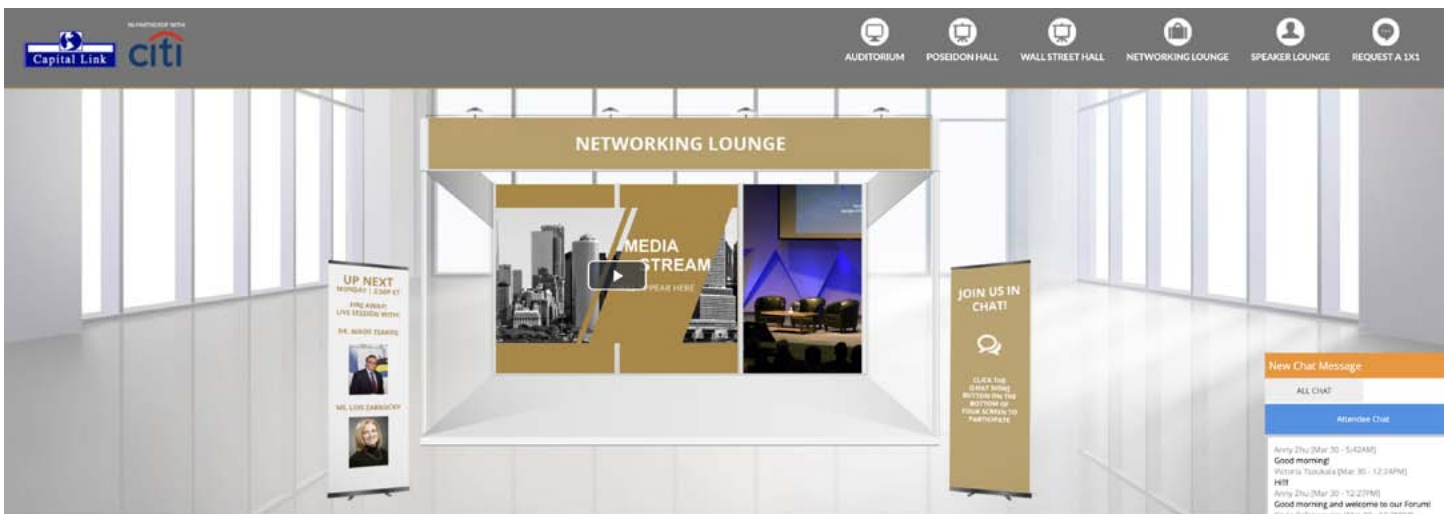 IN PARTNERSHIP WITH
Capital Link
citi
AUDITORIUM
POSEIDON HALL
WALL STREET HALL
NETWORKING LOUNGE
SPEAKER LOUNGE
REQUEST A 1X1
NETWORKING LOUNGE
MEDIA
STREAM
APPEAR HERE
UP NEXT
MONDAY |
FIRE AWAY!
LIVE SESSION WITH:
DR. NIKOS TSAKOS
MS. LOIS ZABROCKY
JOIN US IN
CHAT!
CLICK THE
CHAT
BUTTON ON THE
BOTTOM OF
YOUR SCREEN TO
PARTICIPATE
New Chat Message
ALL CHAT
Attendee Chat
Anny Zhu [Mar 30 - 5:42AM]
Good morning!
Victoria Tsoukala [Mar 30 - 12:24PM]
Hi!!!
Anny Zhu [Mar 30 - 12:27PM]
Good morning and welcome to our Forum!